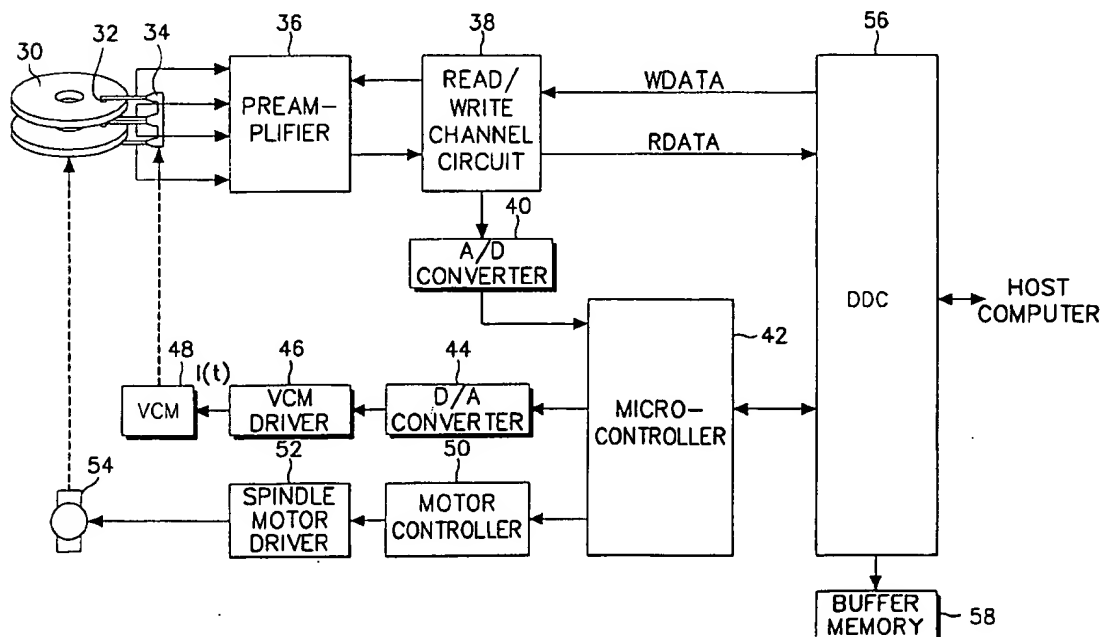 30
32
34
36
38
56
PREAM-
PLIFIER
READ/
WRITE
CHANNEL
CIRCUIT
WDATA
RDATA
40
A/D
CONVERTER
DDC
HOST
COMPUTER
42
MICRO-
CONTROLLER
48
I(t)
46
44
VCM
VCM
DRIVER
D/A
CONVERTER
54
52
50
SPINDLE
MOTOR
DRIVER
MOTOR
CONTROLLER
BUFFER
MEMORY
58